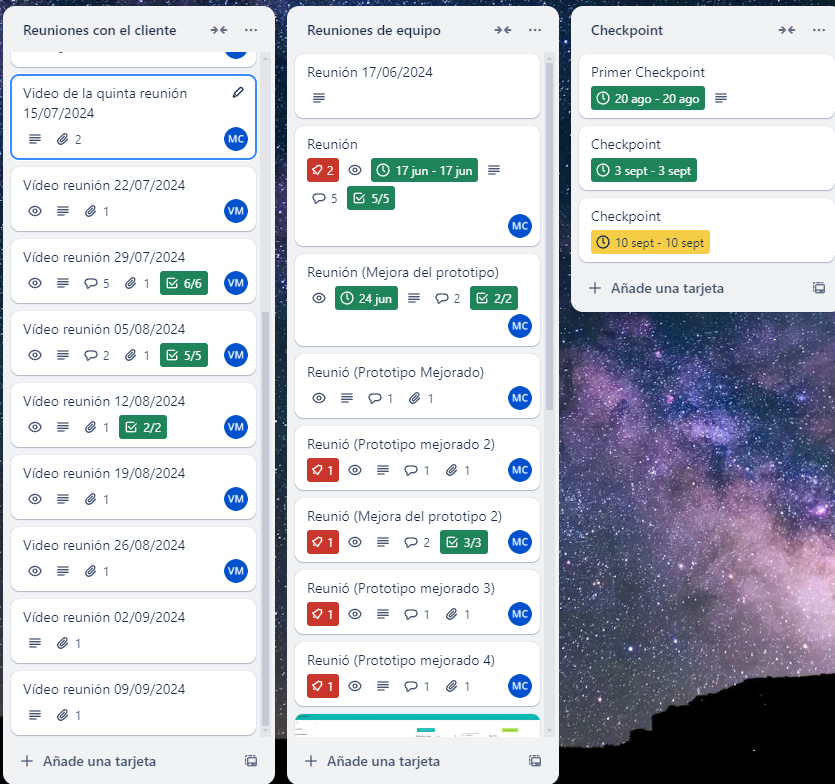 Reuniones con el cliente
MC
Video de la quinta reunión
15/07/2024
2
MC
Vídeo reunión 22/07/2024
1
VM
Vídeo reunión 29/07/2024
5 1 6/6
VM
Vídeo reunión 05/08/2024
2 1 5/5
VM
Vídeo reunión 12/08/2024
1 2/2
VM
Vídeo reunión 19/08/2024
1
VM
Video reunión 26/08/2024
1
VM
Vídeo reunión 02/09/2024
1
Vídeo reunión 09/09/2024
1
Añade una tarjeta
Reuniones de equipo
Reunión 17/06/2024
Reunión
2 17 jun - 17 jun
5 5/5
MC
Reunión (Mejora del prototipo)
24 jun 2 2/2
MC
Reunió (Prototipo Mejorado)
1 1
MC
Reunió (Prototipo mejorado 2)
1 1 1
MC
Reunió (Mejora del prototipo 2)
1 2 3/3
MC
Reunió (Prototipo mejorado 3)
1 1 1
MC
Reunió (Prototipo mejorado 4)
1 1 1
MC
Añade una tarjeta
Checkpoint
Primer Checkpoint
20 ago - 20 ago
Checkpoint
3 sept - 3 sept
Checkpoint
10 sept - 10 sept
Añade una tarjeta